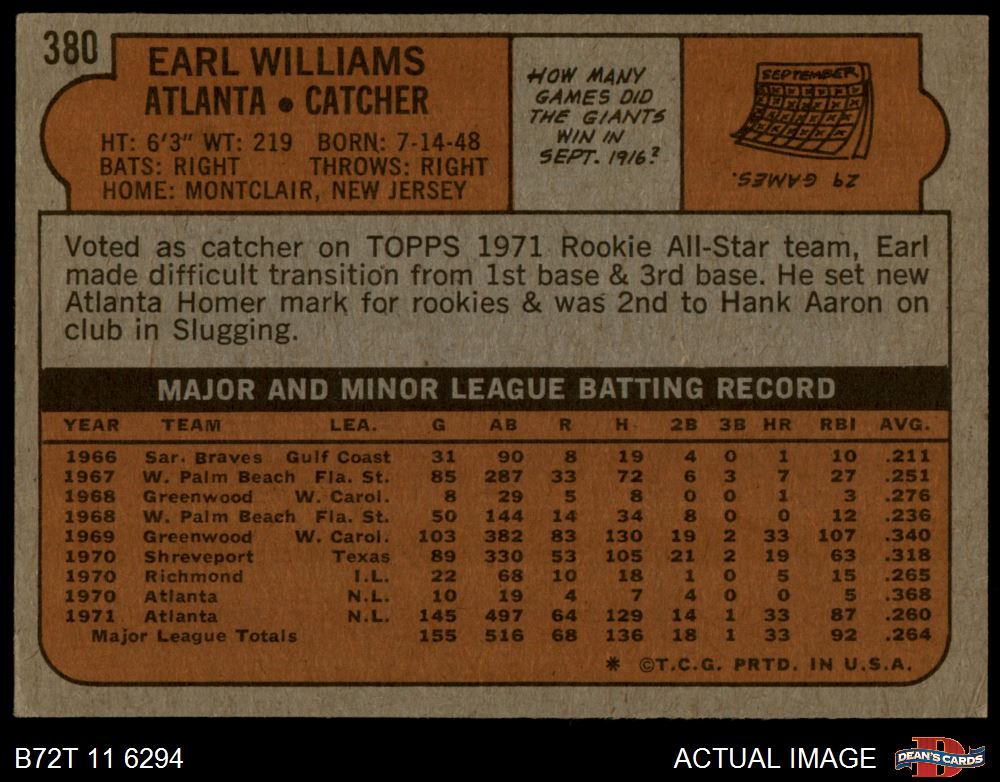 380
EARL WILLIAMS
ATLANTA • CATCHER
HT: 6'3" WT: 219 BORN: 7-14-48
BATS: RIGHT THROWS: RIGHT
HOME: MONTCLAIR, NEW JERSEY
HOW MANY
GAMES DID
THE GIANTS
WIN IN
SEPT. 1916?
SEPTEMBER
29 GAMES.
Voted as catcher on TOPPS 1971 Rookie All-Star team, Earl
made difficult transition from 1st base & 3rd base. He set new
Atlanta Homer mark for rookies & was 2nd to Hank Aaron on
club in Slugging.
MAJOR AND MINOR LEAGUE BATTING RECORD
YEAR TEAM LEA. G AB R H 2B 3B HR RBI AVG.
1966 Sar. Braves Gulf Coast 31 90 8 19 4 0 1 10 .211
1967 W. Palm Beach Fla. St. 85 287 33 72 6 3 7 27 .251
1968 Greenwood W. Carol. 8 29 5 8 0 0 1 3 .276
1968 W. Palm Beach Fla. St. 50 144 14 34 8 0 0 12 .236
1969 Greenwood W. Carol. 103 382 83 130 19 2 33 107 .340
1970 Shreveport Texas 89 330 53 105 21 2 19 63 .318
1970 Richmond I.L. 22 68 10 18 1 0 5 15 .265
1970 Atlanta N.L. 10 19 4 7 4 0 0 5 .368
1971 Atlanta N.L. 145 497 64 129 14 1 33 87 .260
Major League Totals 155 516 68 136 18 1 33 92 .264
* ©T.C.G. PRTD. IN U.S.A.
B72T 11 6294
ACTUAL IMAGE
D
DEAN'S CARDS